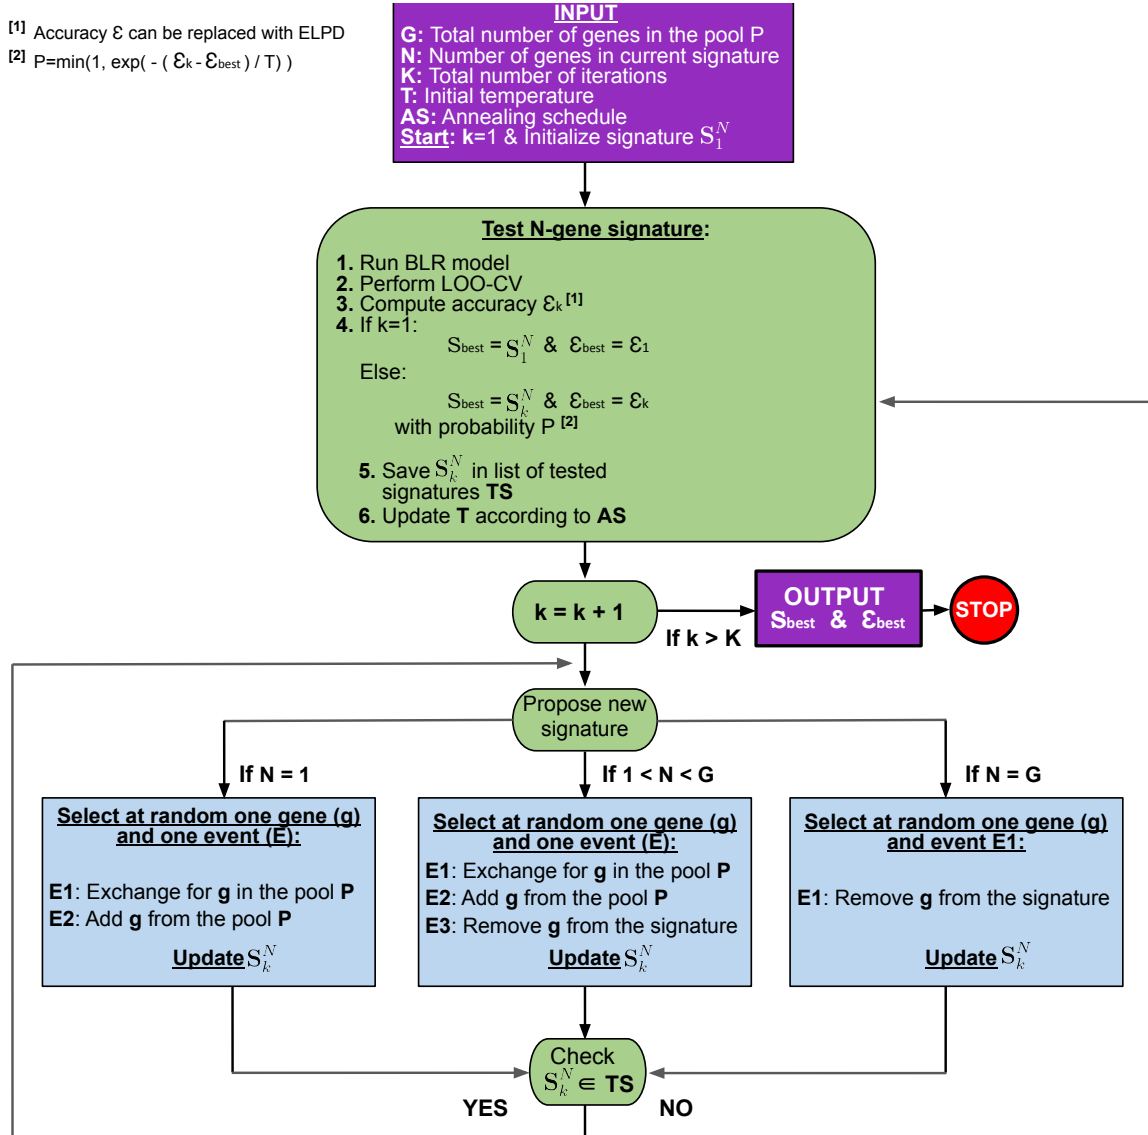 [1] Accuracy Ɛ can be replaced with ELPD
[2] P=min(1, exp( - ( Ɛk - Ɛbest ) / T) )
INPUT
G: Total number of genes in the pool P
N: Number of genes in current signature
K: Total number of iterations
T: Initial temperature
AS: Annealing schedule
Start: k=1 & Initialize signature S_1^N
Test N-gene signature:
1. Run BLR model
2. Perform LOO-CV
3. Compute accuracy Ɛk [1]
4. If k=1:
Sbest = S_1^N & Ɛbest = Ɛ1
Else:
Sbest = S_k^N & Ɛbest = Ɛk
with probability P [2]
5. Save S_k^N in list of tested
signatures TS
6. Update T according to AS
k = k + 1
If k > K
OUTPUT
Sbest & Ɛbest
STOP
Propose new
signature
If N = 1
Select at random one gene (g)
and one event (E):
E1: Exchange for g in the pool P
E2: Add g from the pool P
Update S_k^N
If 1 < N < G
Select at random one gene (g)
and one event (E):
E1: Exchange for g in the pool P
E2: Add g from the pool P
E3: Remove g from the signature
Update S_k^N
If N = G
Select at random one gene (g)
and event E1:
E1: Remove g from the signature
Update S_k^N
Check
S_k^N ∈ TS
YES
NO